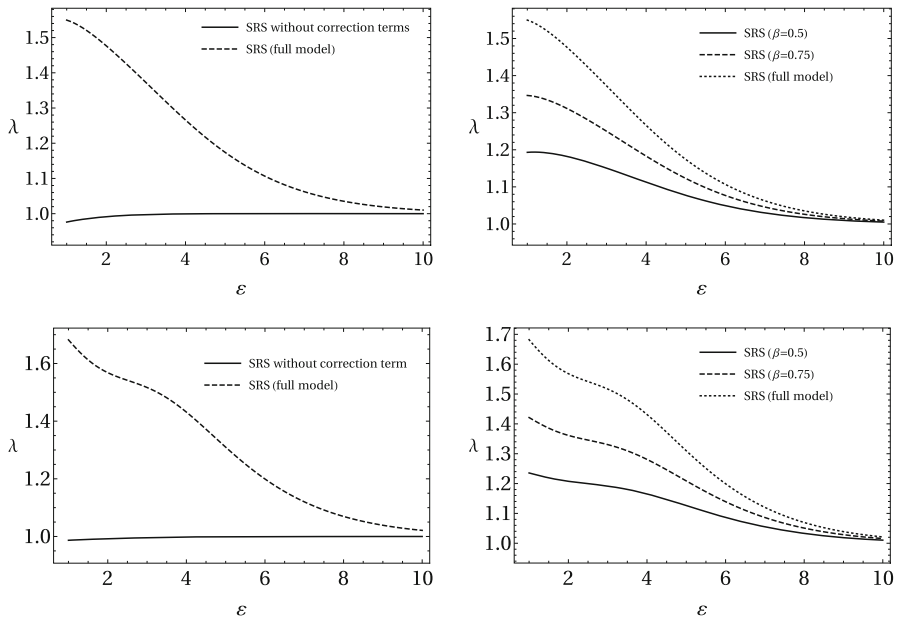 SRS without correction terms
SRS (full model)
1.5
1.4
1.3
1.2
1.1
1.0
λ
2 4 6 8 10
ε
SRS (β=0.5)
SRS (β=0.75)
SRS (full model)
1.5
1.4
1.3
1.2
1.1
1.0
λ
2 4 6 8 10
ε
SRS without correction term
SRS (full model)
1.6
1.4
1.2
1.0
λ
2 4 6 8 10
ε
SRS (β=0.5)
SRS (β=0.75)
SRS (full model)
1.7
1.6
1.5
1.4
1.3
1.2
1.1
1.0
λ
2 4 6 8 10
ε